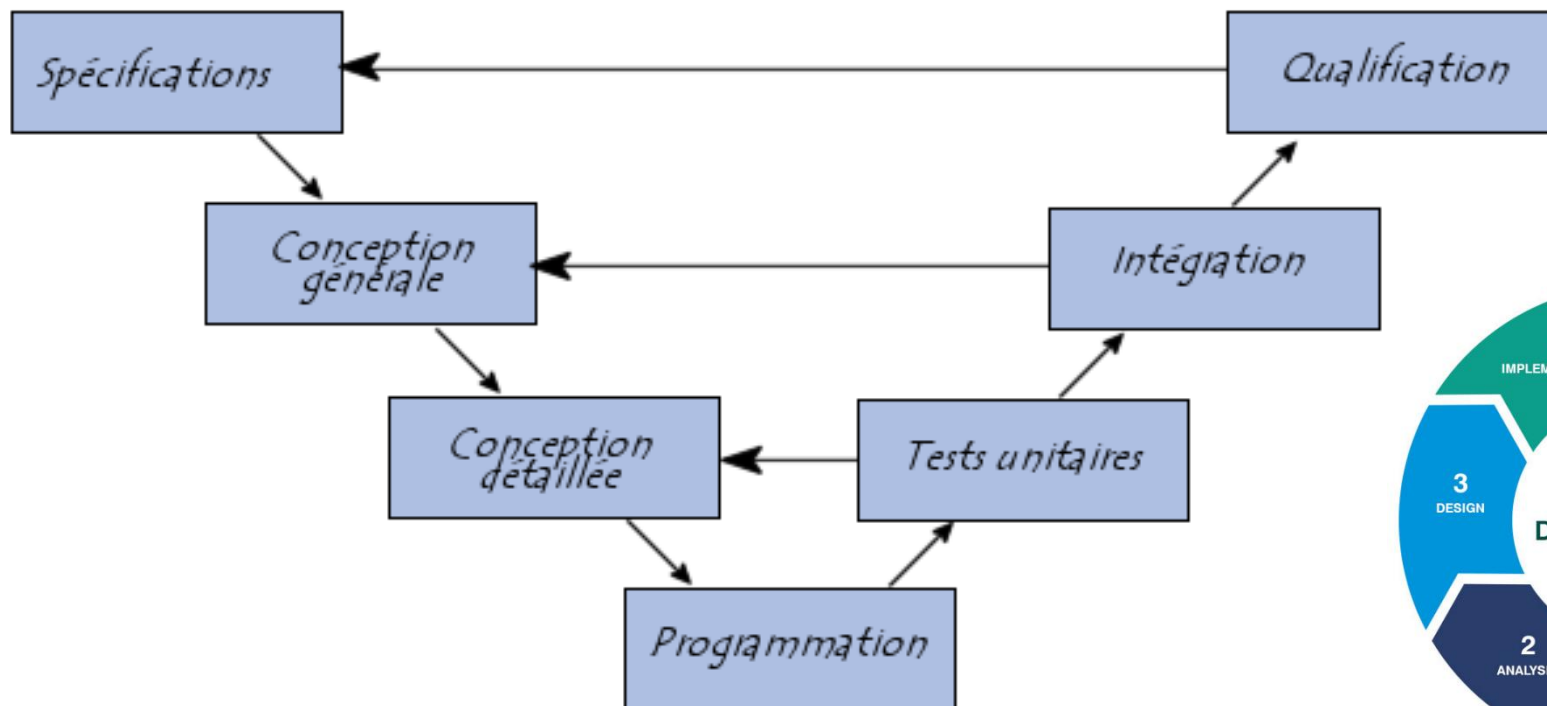 Spécifications
Qualification
Conception
générale
Intégration
Conception
détaillée
Tests unitaires
Programmation
3
DESIGN
2